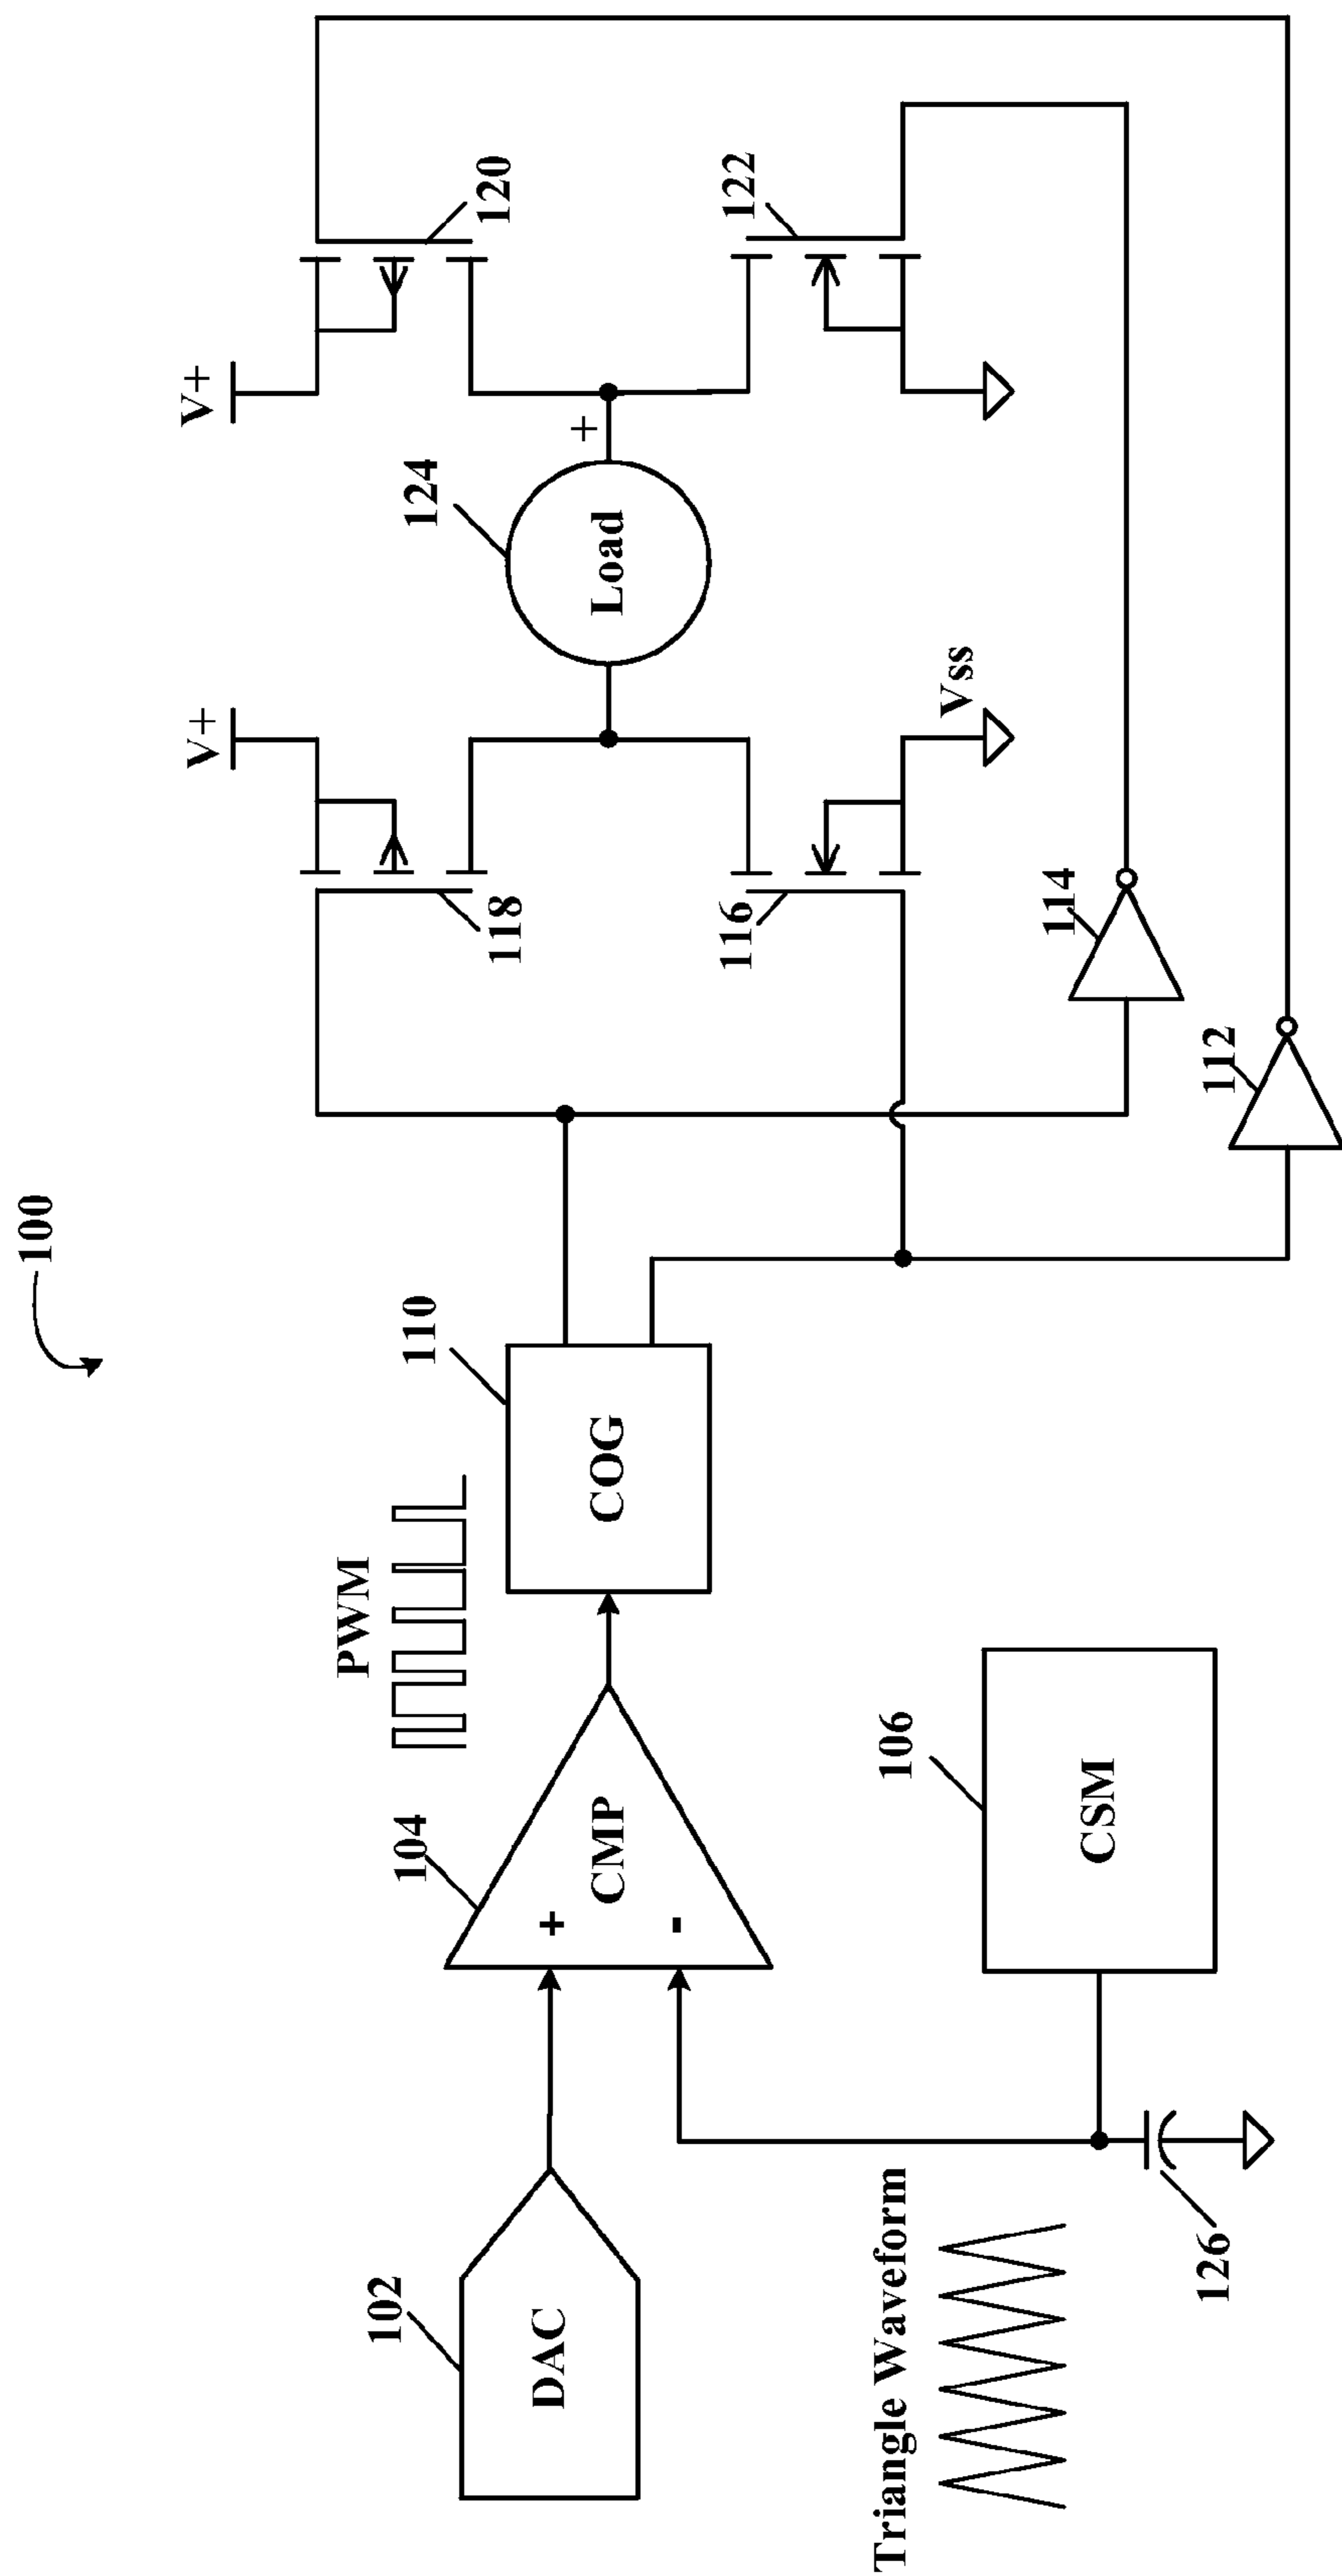 100
V+
V+
118
120
124
Load
+
116
122
Vss
114
112
PWM
110
COG
104
+
CMP
-
102
DAC
106
CSM
Triangle Waveform
126